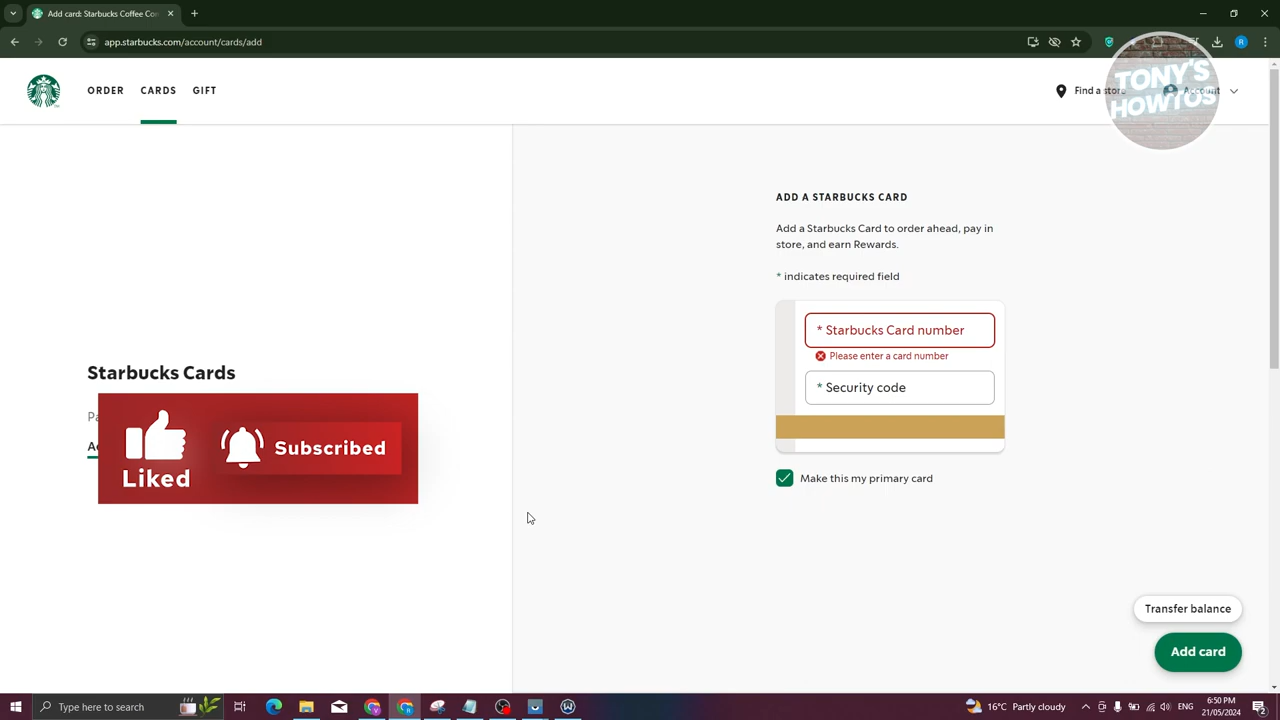 Add card: Starbucks Coffee Cor
app.starbucks.com/account/cards/add
R
ORDER CARDS GIFT
Find a store
Account
TONY'S
HOWTOS
ADD A STARBUCKS CARD
Add a Starbucks Card to order ahead, pay in
store, and earn Rewards.
* indicates required field
* Starbucks Card number
Please enter a card number
* Security code
Make this my primary card
Starbucks Cards
Liked
Subscribed
Transfer balance
Add card
Type here to search
16°C Partly cloudy
ENG
6:50 PM
21/05/2024